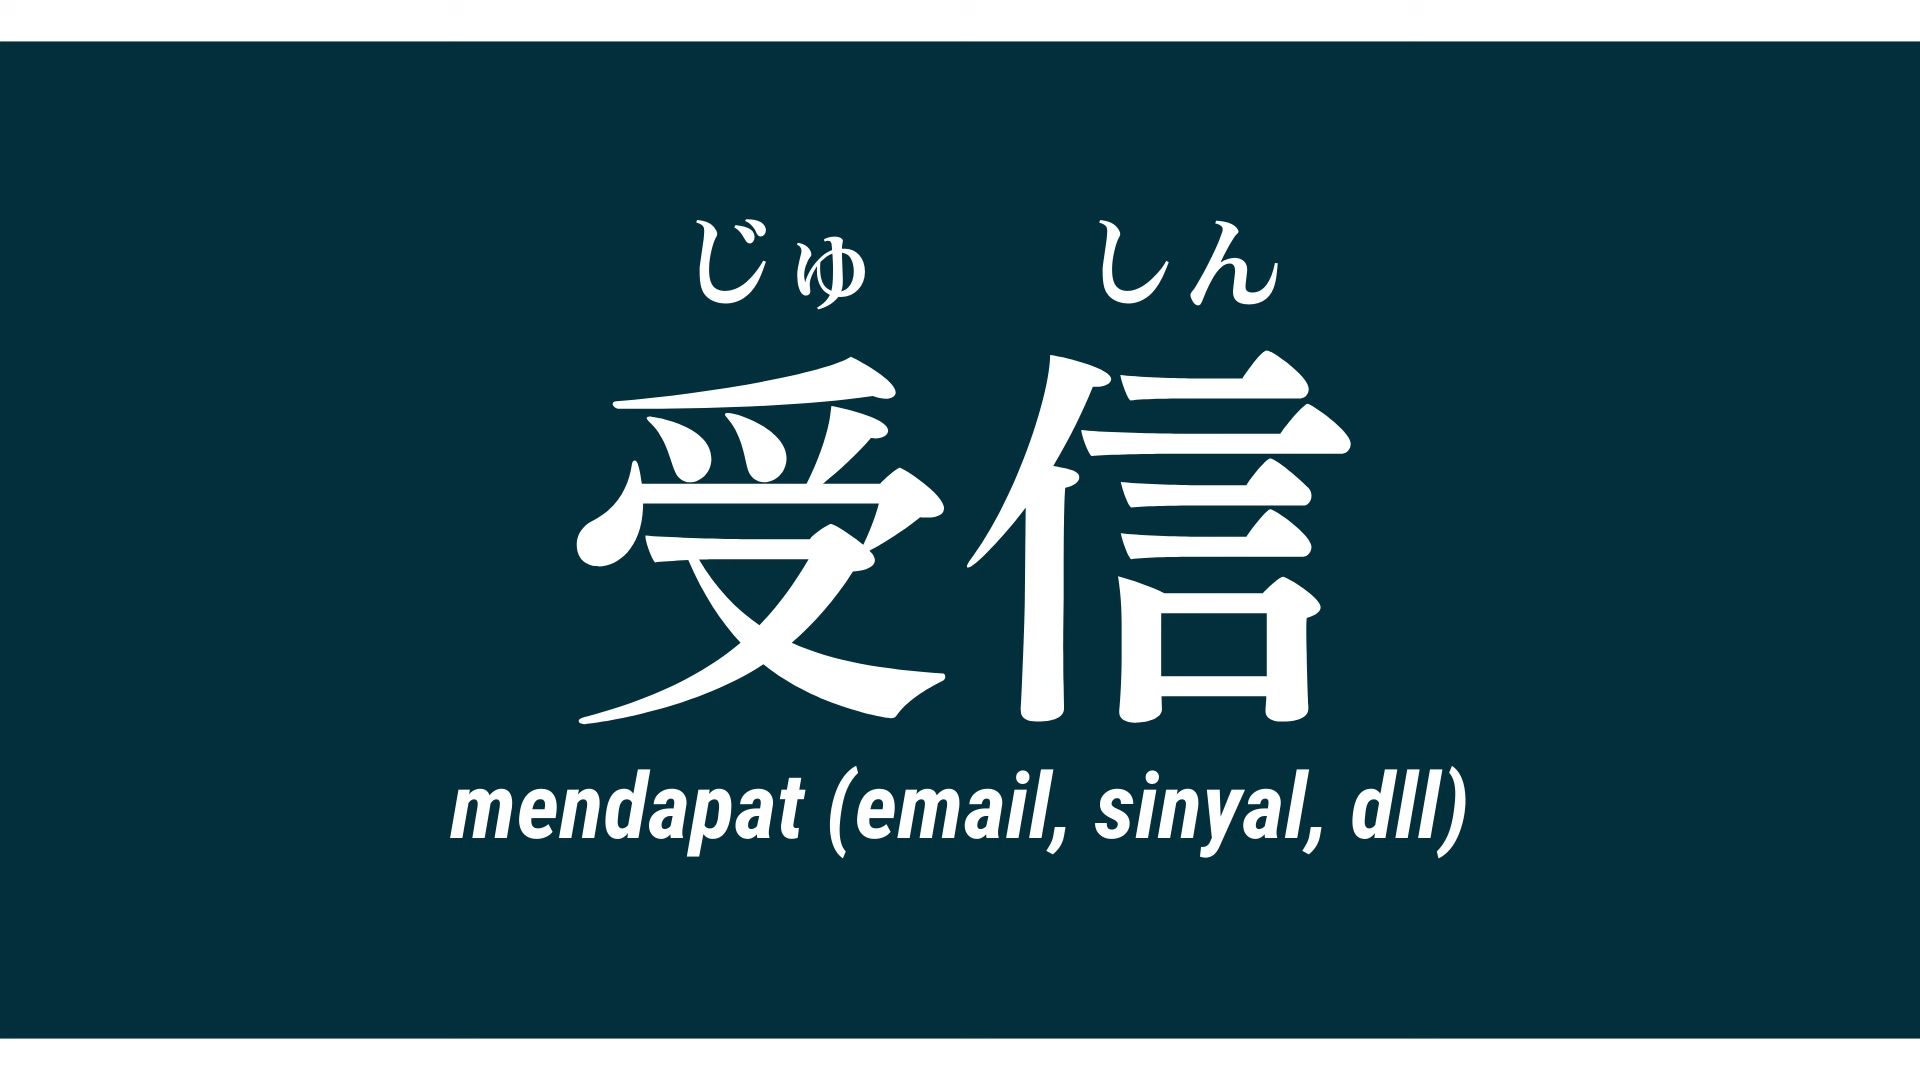 じゅ しん
受信
mendapat (email, sinyal, dll)